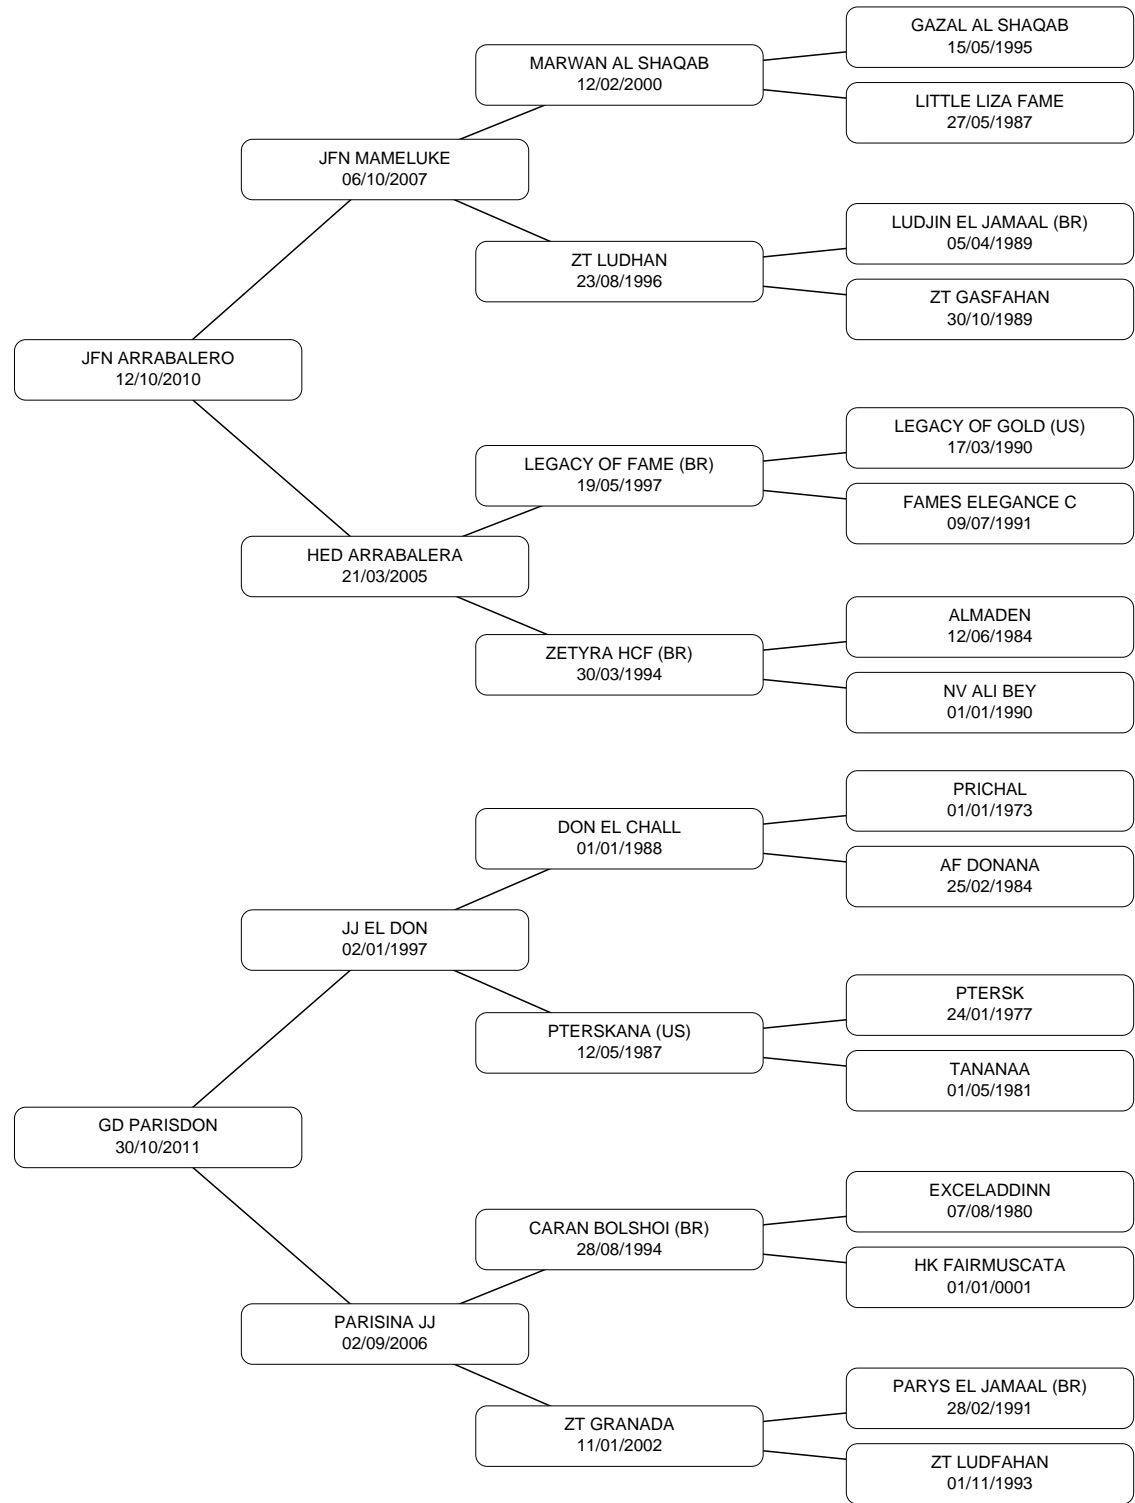 GAZAL AL SHAQAB
15/05/1995
MARWAN AL SHAQAB
12/02/2000
LITTLE LIZA FAME
27/05/1987
JFN MAMELUKE
06/10/2007
LUDJIN EL JAMAAL (BR)
05/04/1989
ZT LUDHAN
23/08/1996
ZT GASFAHAN
30/10/1989
JFN ARRABALERO
12/10/2010
LEGACY OF GOLD (US)
17/03/1990
LEGACY OF FAME (BR)
19/05/1997
FAMES ELEGANCE C
09/07/1991
HED ARRABALERA
21/03/2005
ALMADEN
12/06/1984
ZETYRA HCF (BR)
30/03/1994
NV ALI BEY
01/01/1990
PRICHAL
01/01/1973
DON EL CHALL
01/01/1988
AF DONANA
25/02/1984
JJ EL DON
02/01/1997
PTERSK
24/01/1977
PTERSKANA (US)
12/05/1987
TANANAA
01/05/1981
GD PARISDON
30/10/2011
EXCELADDINN
07/08/1980
CARAN BOLSHOI (BR)
28/08/1994
HK FAIRMUSCATA
01/01/0001
PARISINA JJ
02/09/2006
PARYS EL JAMAAL (BR)
28/02/1991
ZT GRANADA
11/01/2002
ZT LUDFAHAN
01/11/1993